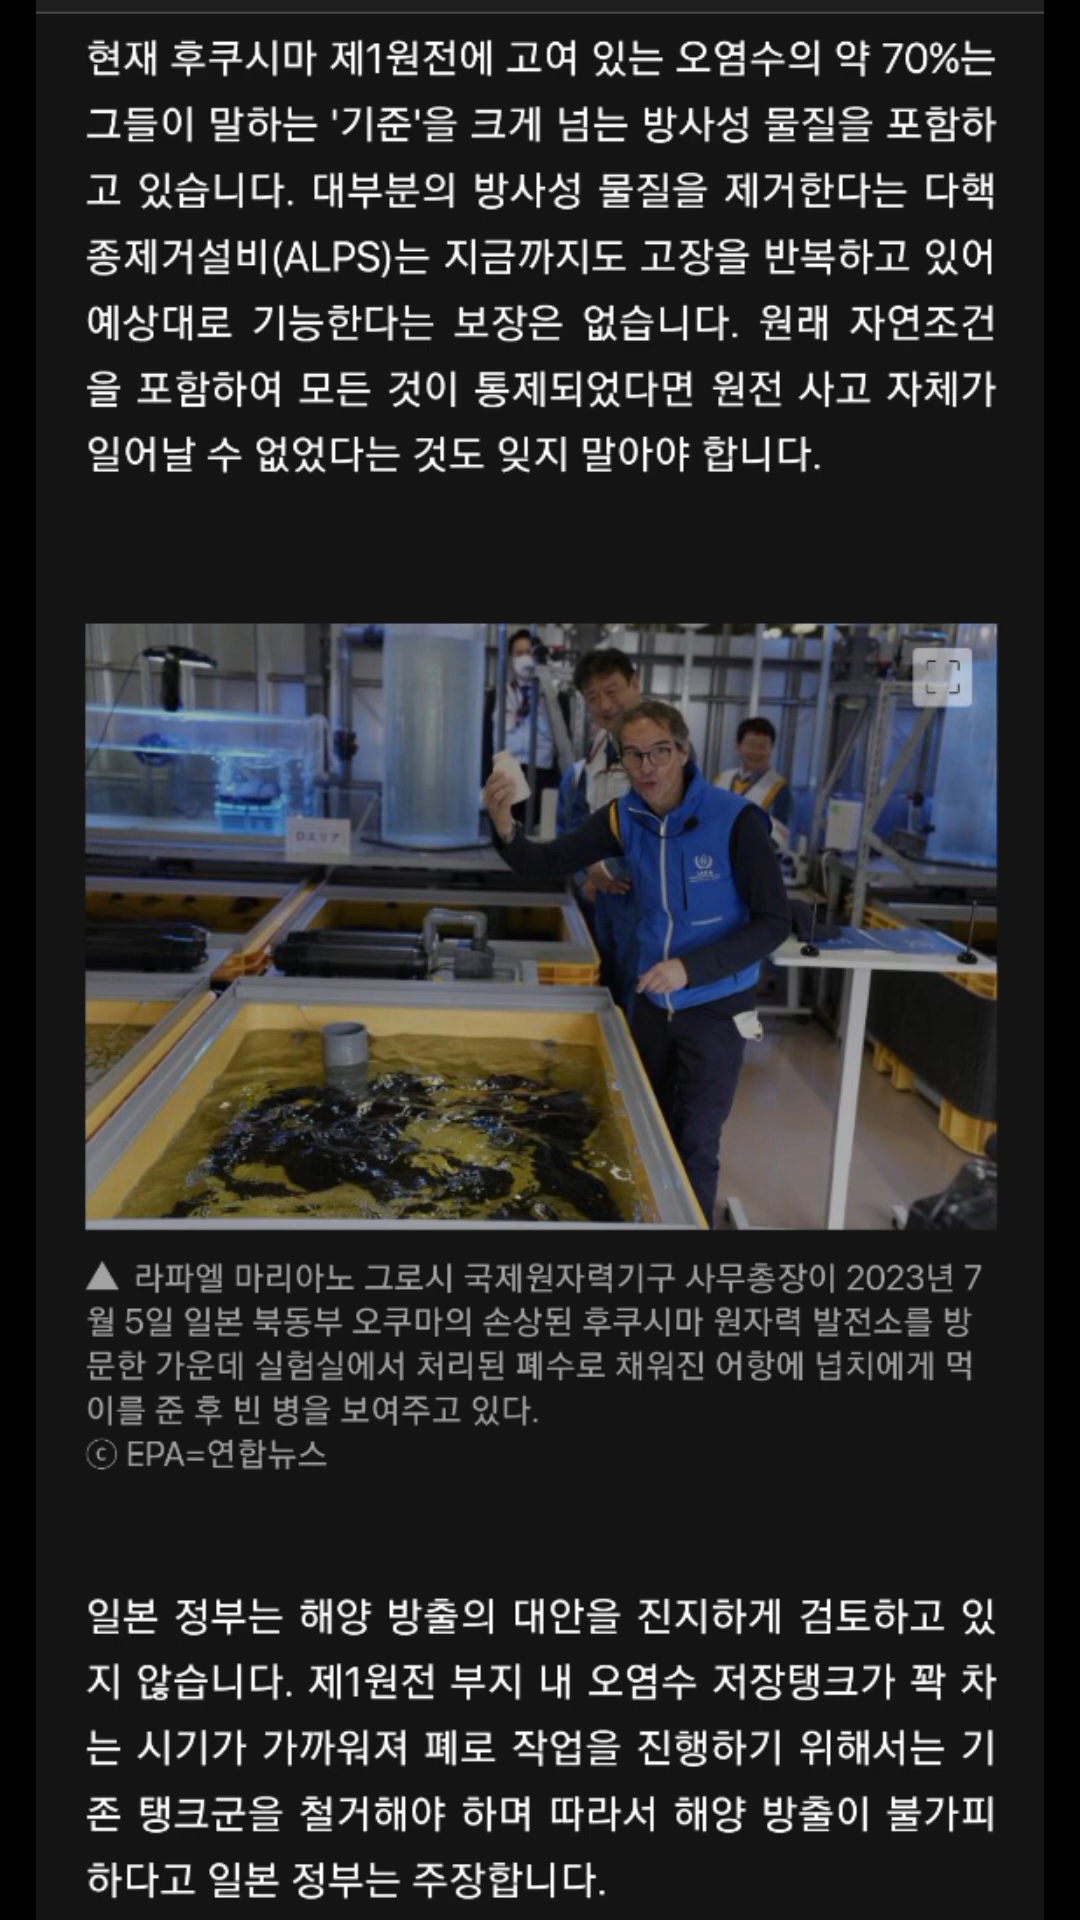 현재 후쿠시마 제1원전에 고여 있는 오염수의 약 70%는
그들이 말하는 '기준'을 크게 넘는 방사성 물질을 포함하
고 있습니다. 대부분의 방사성 물질을 제거한다는 다핵
종제거설비(ALPS)는 지금까지도 고장을 반복하고 있어
예상대로 기능한다는 보장은 없습니다. 원래 자연조건
을 포함하여 모든 것이 통제되었다면 원전 사고 자체가
일어날 수 없었다는 것도 잊지 말아야 합니다.
Dエリア
▲ 라파엘 마리아노 그로시 국제원자력기구 사무총장이 2023년 7
월 5일 일본 북동부 오쿠마의 손상된 후쿠시마 원자력 발전소를 방
문한 가운데 실험실에서 처리된 폐수로 채워진 어항에 넙치에게 먹
이를 준 후 빈 병을 보여주고 있다.
ⓒ EPA=연합뉴스
일본 정부는 해양 방출의 대안을 진지하게 검토하고 있
지 않습니다. 제1원전 부지 내 오염수 저장탱크가 꽉 차
는 시기가 가까워져 폐로 작업을 진행하기 위해서는 기
존 탱크군을 철거해야 하며 따라서 해양 방출이 불가피
하다고 일본 정부는 주장합니다.